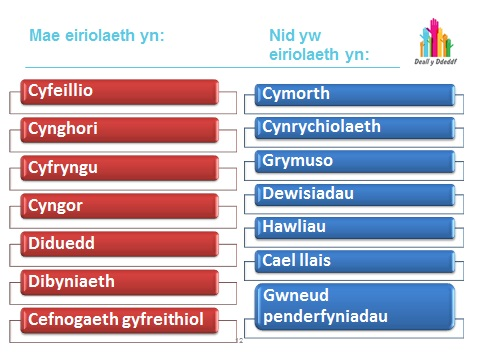 Mae eiriolaeth yn:
Nid yw
eiriolaeth yn:
Deall y Ddeddf
Cyfeillio
Cynghori
Cyfryngu
Cyngor
Diduedd
Dibyniaeth
Cefnogaeth gyfreithiol
Cymorth
Cynrychiolaeth
Grymuso
Dewisiadau
Hawliau
Cael llais
Gwneud
penderfyniadau
12